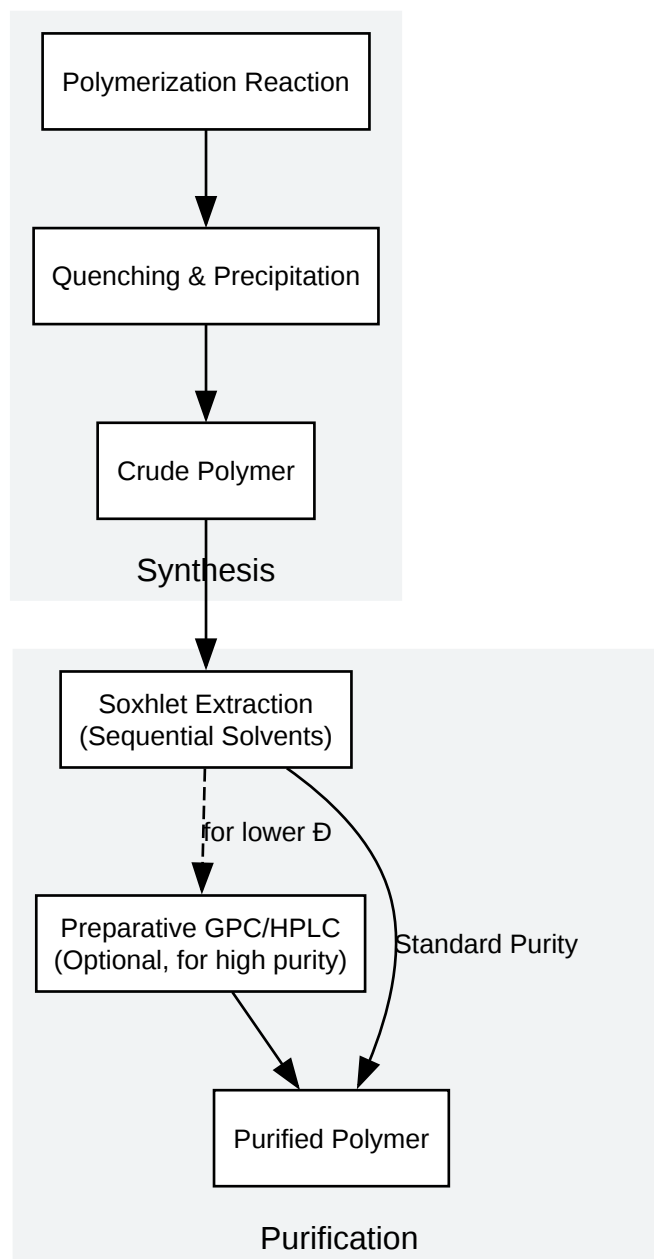 Polymerization Reaction
Quenching & Precipitation
Crude Polymer
Synthesis
Soxhlet Extraction
(Sequential Solvents)
for lower Đ
Preparative GPC/HPLC
(Optional, for high purity)
Standard Purity
Purified Polymer
Purification